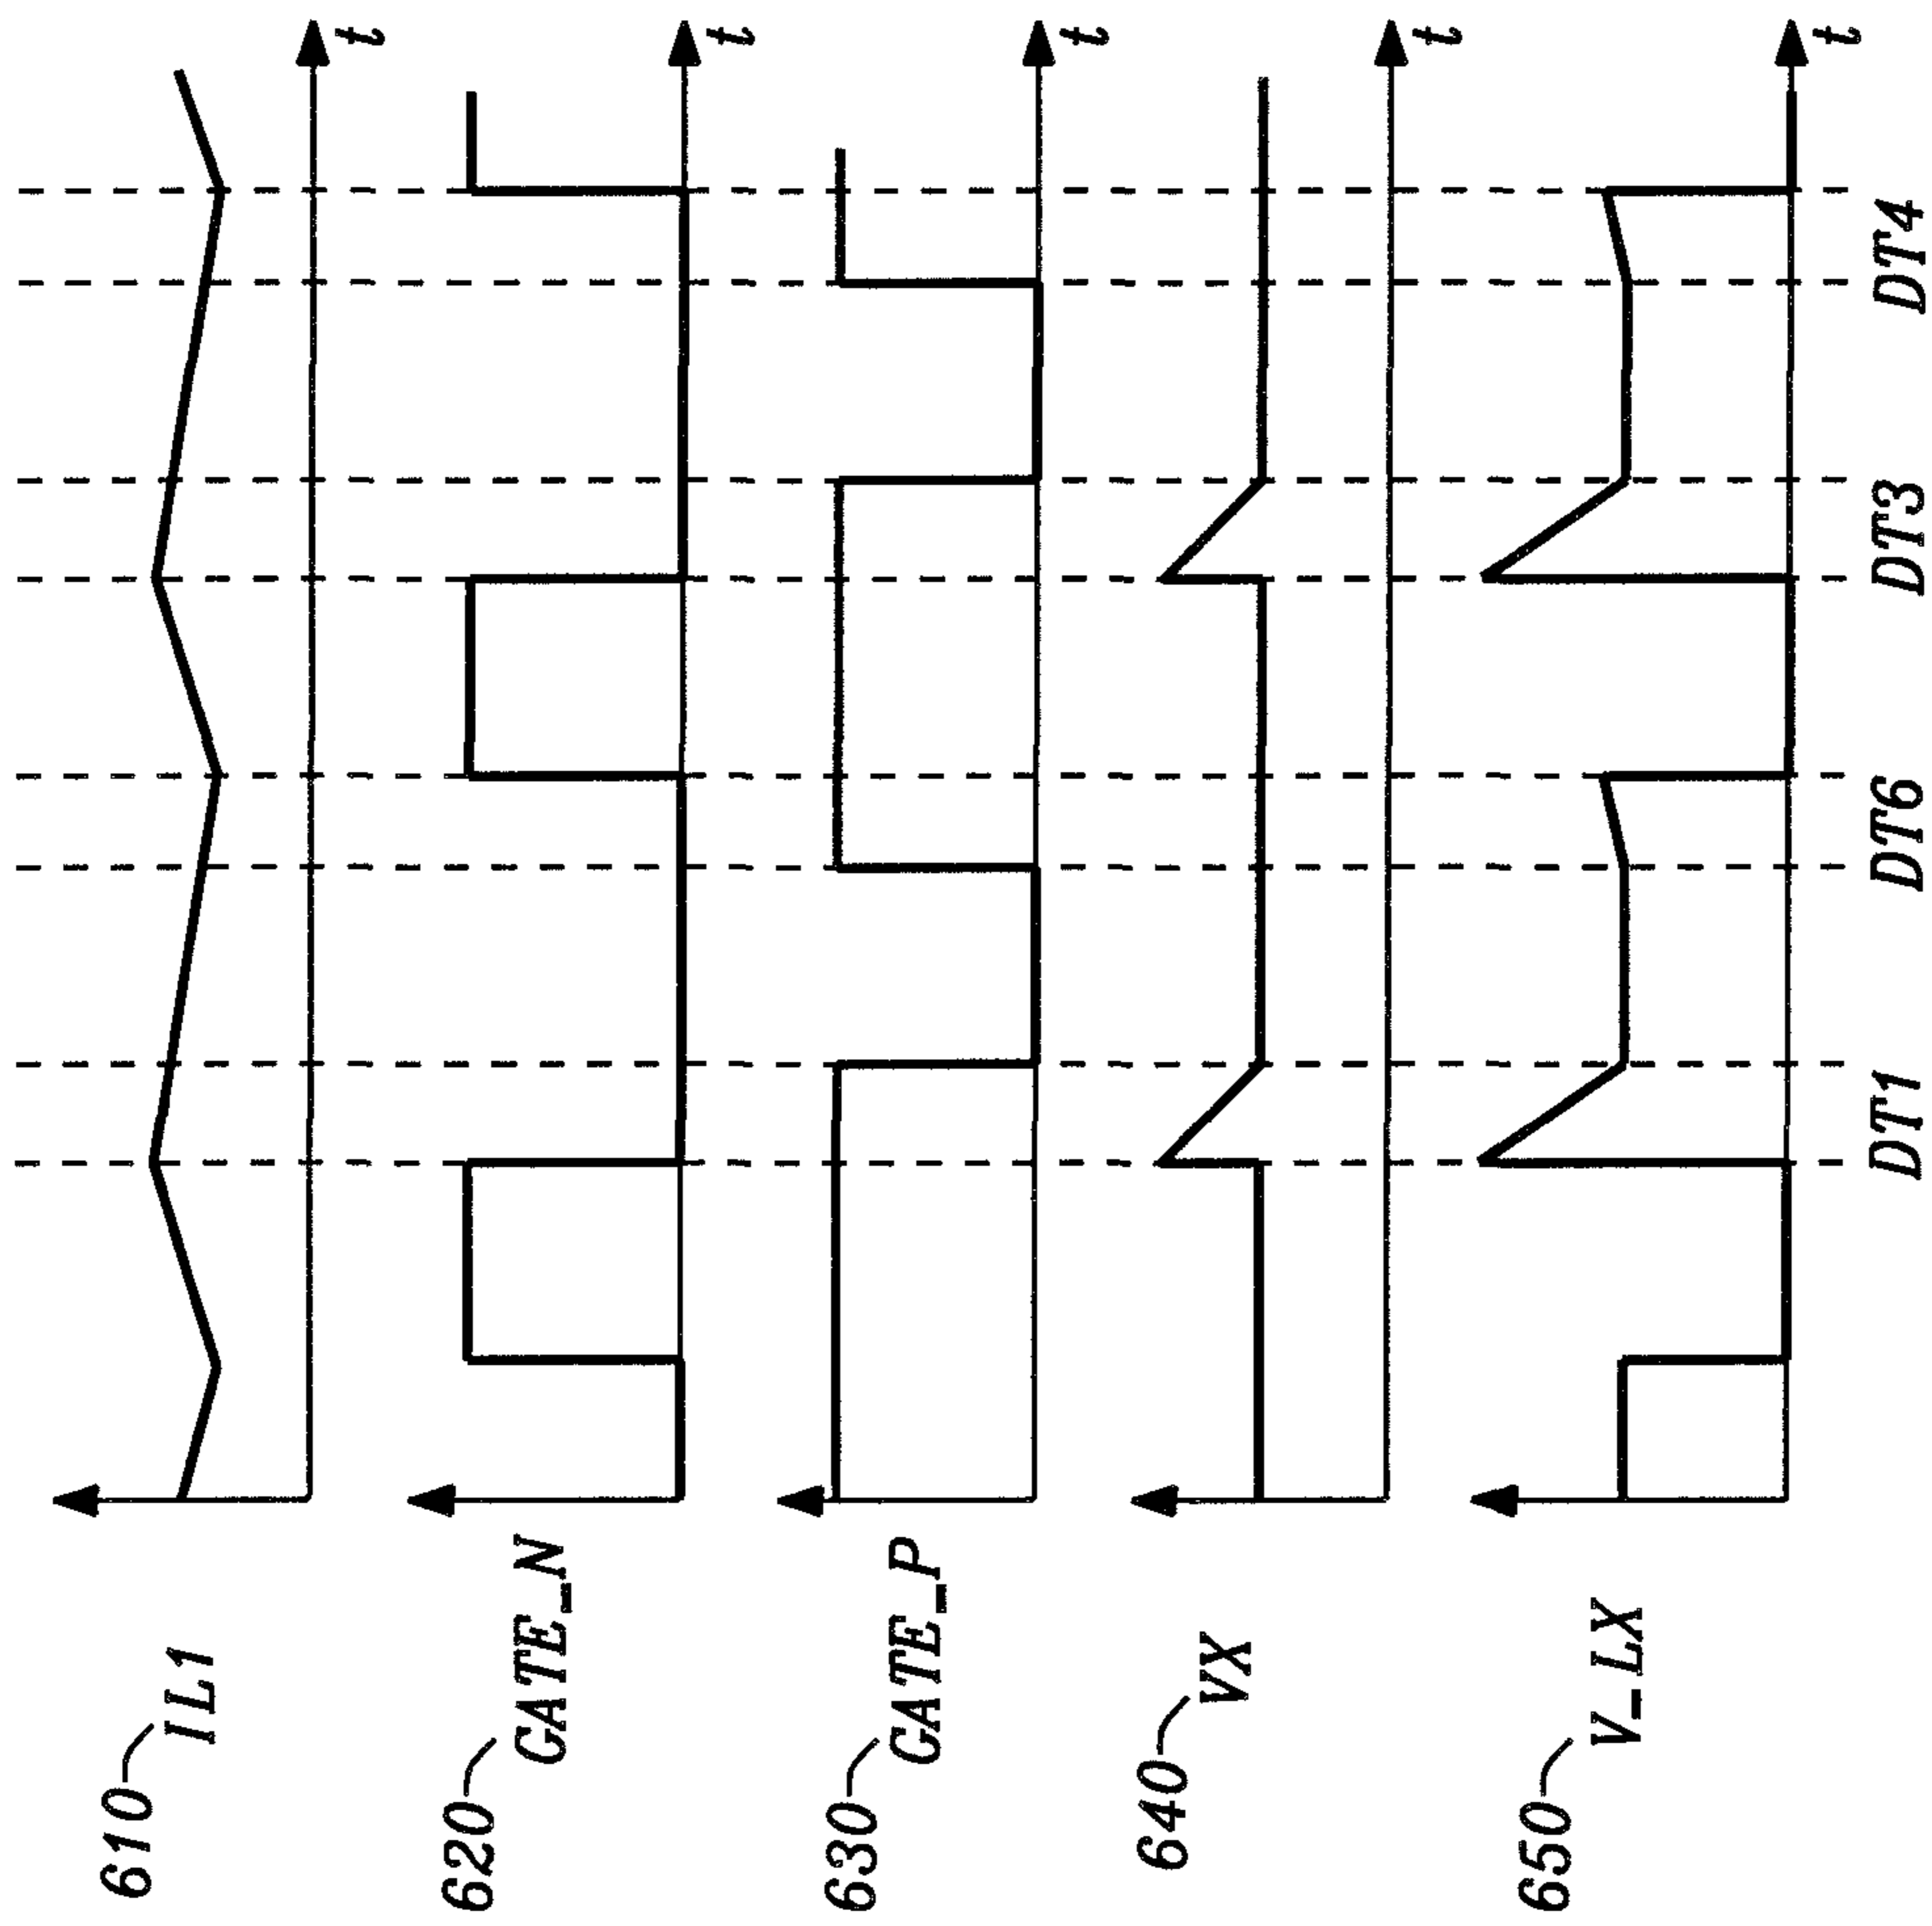 610 IL1
t
620 GATE_N
t
630 GATE_P
t
640 VX
t
650 V_LX
t
DT1 DT6 DT3 DT4